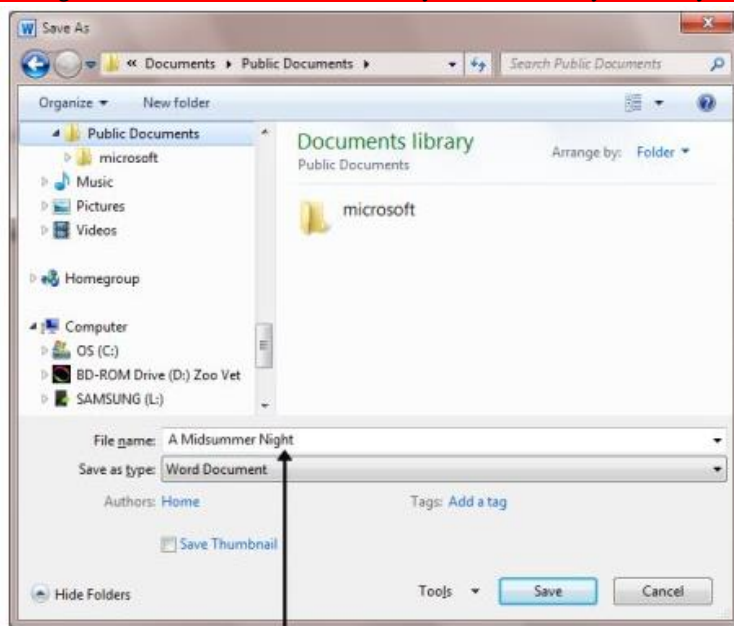 Save As
« Documents ▸ Public Documents ▸ Search Public Documents
Organize ▾ New folder
Public Documents
microsoft
Music
Pictures
Videos
Homegroup
Computer
OS (C:)
BD-ROM Drive (D:) Zoo Vet
SAMSUNG (L:)
Documents library
Public Documents
Arrange by: Folder ▾
microsoft
File name: A Midsummer Night
Save as type: Word Document
Authors: Home Tags: Add a tag
Save Thumbnail
Hide Folders Tools ▾ Save Cancel